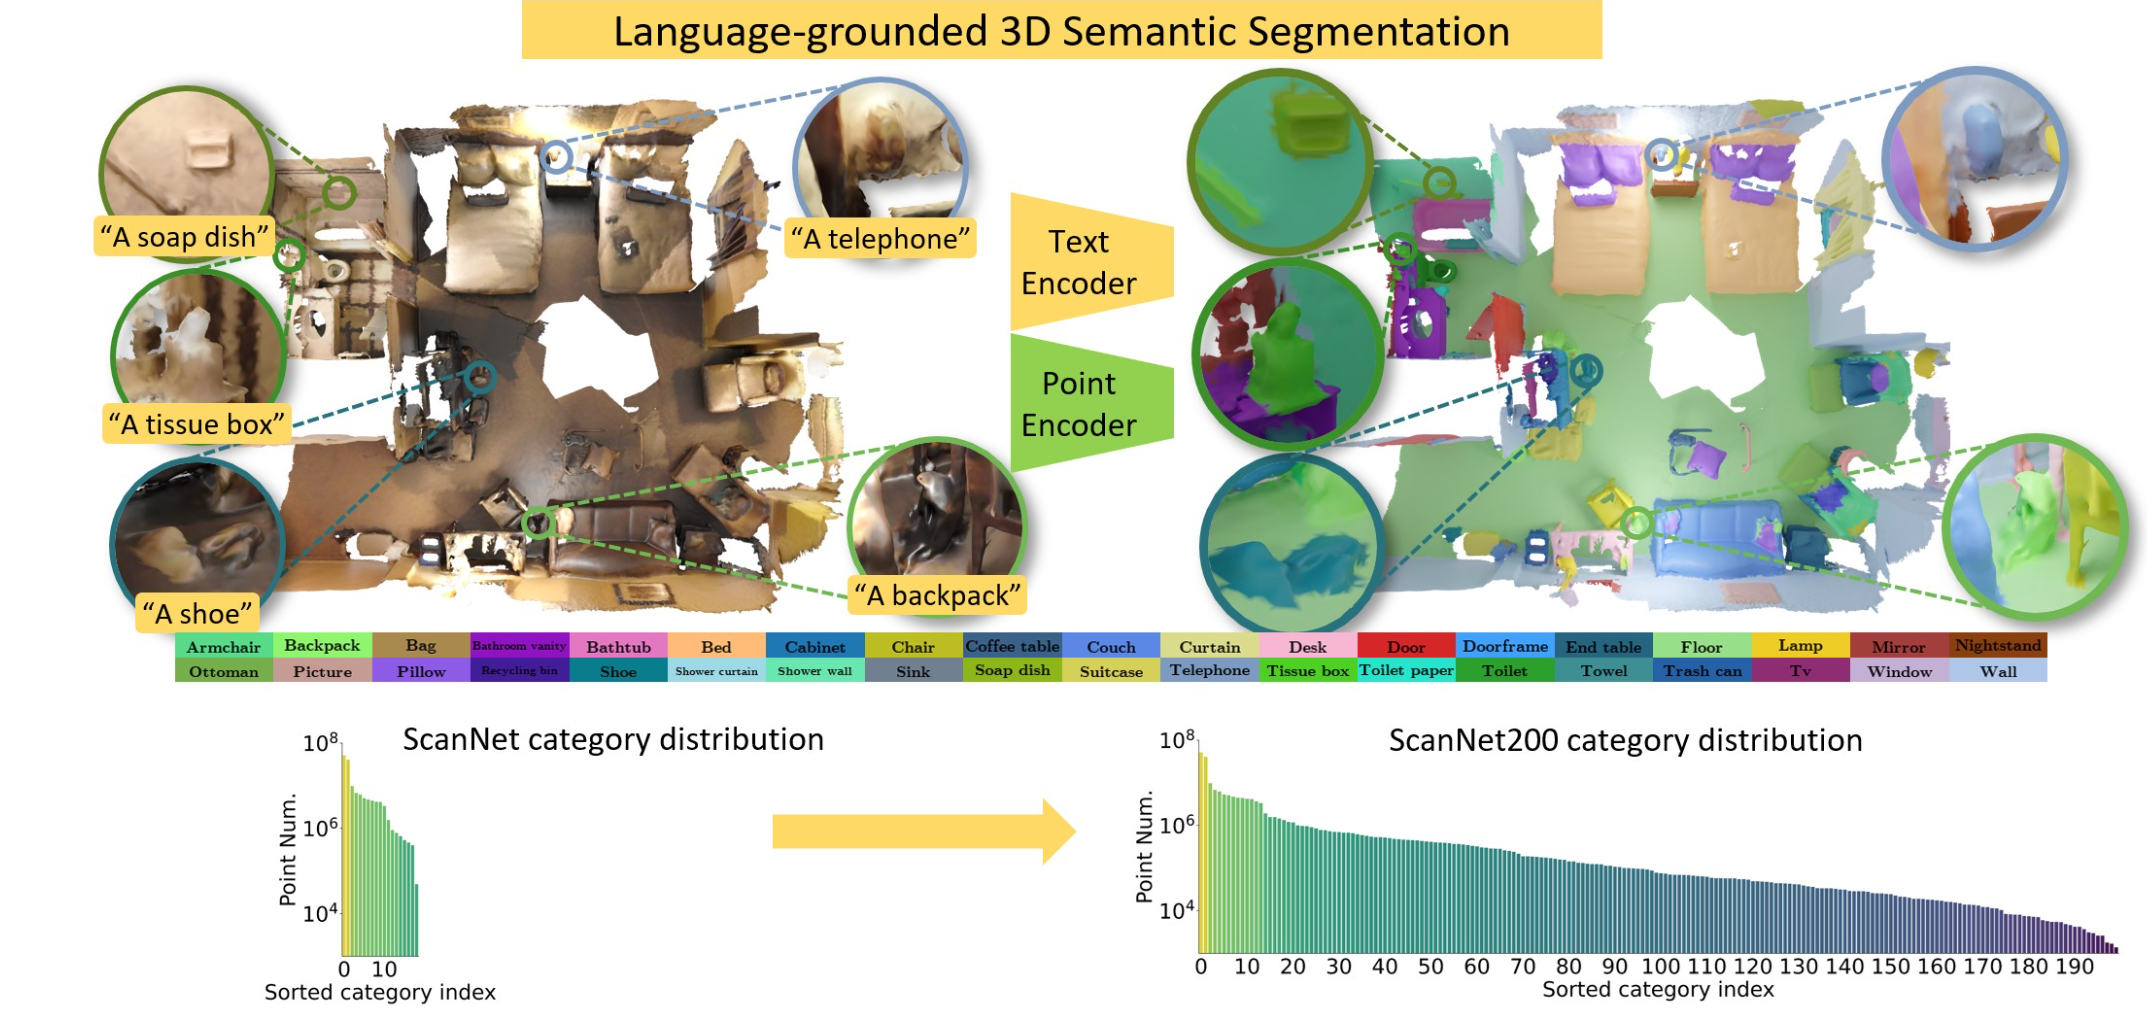 Language-grounded 3D Semantic Segmentation
“A soap dish”
“A telephone”
“A tissue box”
“A shoe”
“A backpack”
Text
Encoder
Point
Encoder
Armchair Backpack Bag Bathroom vanity Bathtub Bed Cabinet Chair Coffee table Couch Curtain Desk Door Doorframe End table Floor Lamp Mirror Nightstand
Ottoman Picture Pillow Recycling bin Shoe Shower curtain Shower wall Sink Soap dish Suitcase Telephone Tissue box Toilet paper Toilet Towel Trash can Tv Window Wall
ScanNet category distribution
10^8
10^6
10^4
Point Num.
0 10
Sorted category index
ScanNet200 category distribution
10^8
10^6
10^4
Point Num.
0 10 20 30 40 50 60 70 80 90 100 110 120 130 140 150 160 170 180 190
Sorted category index